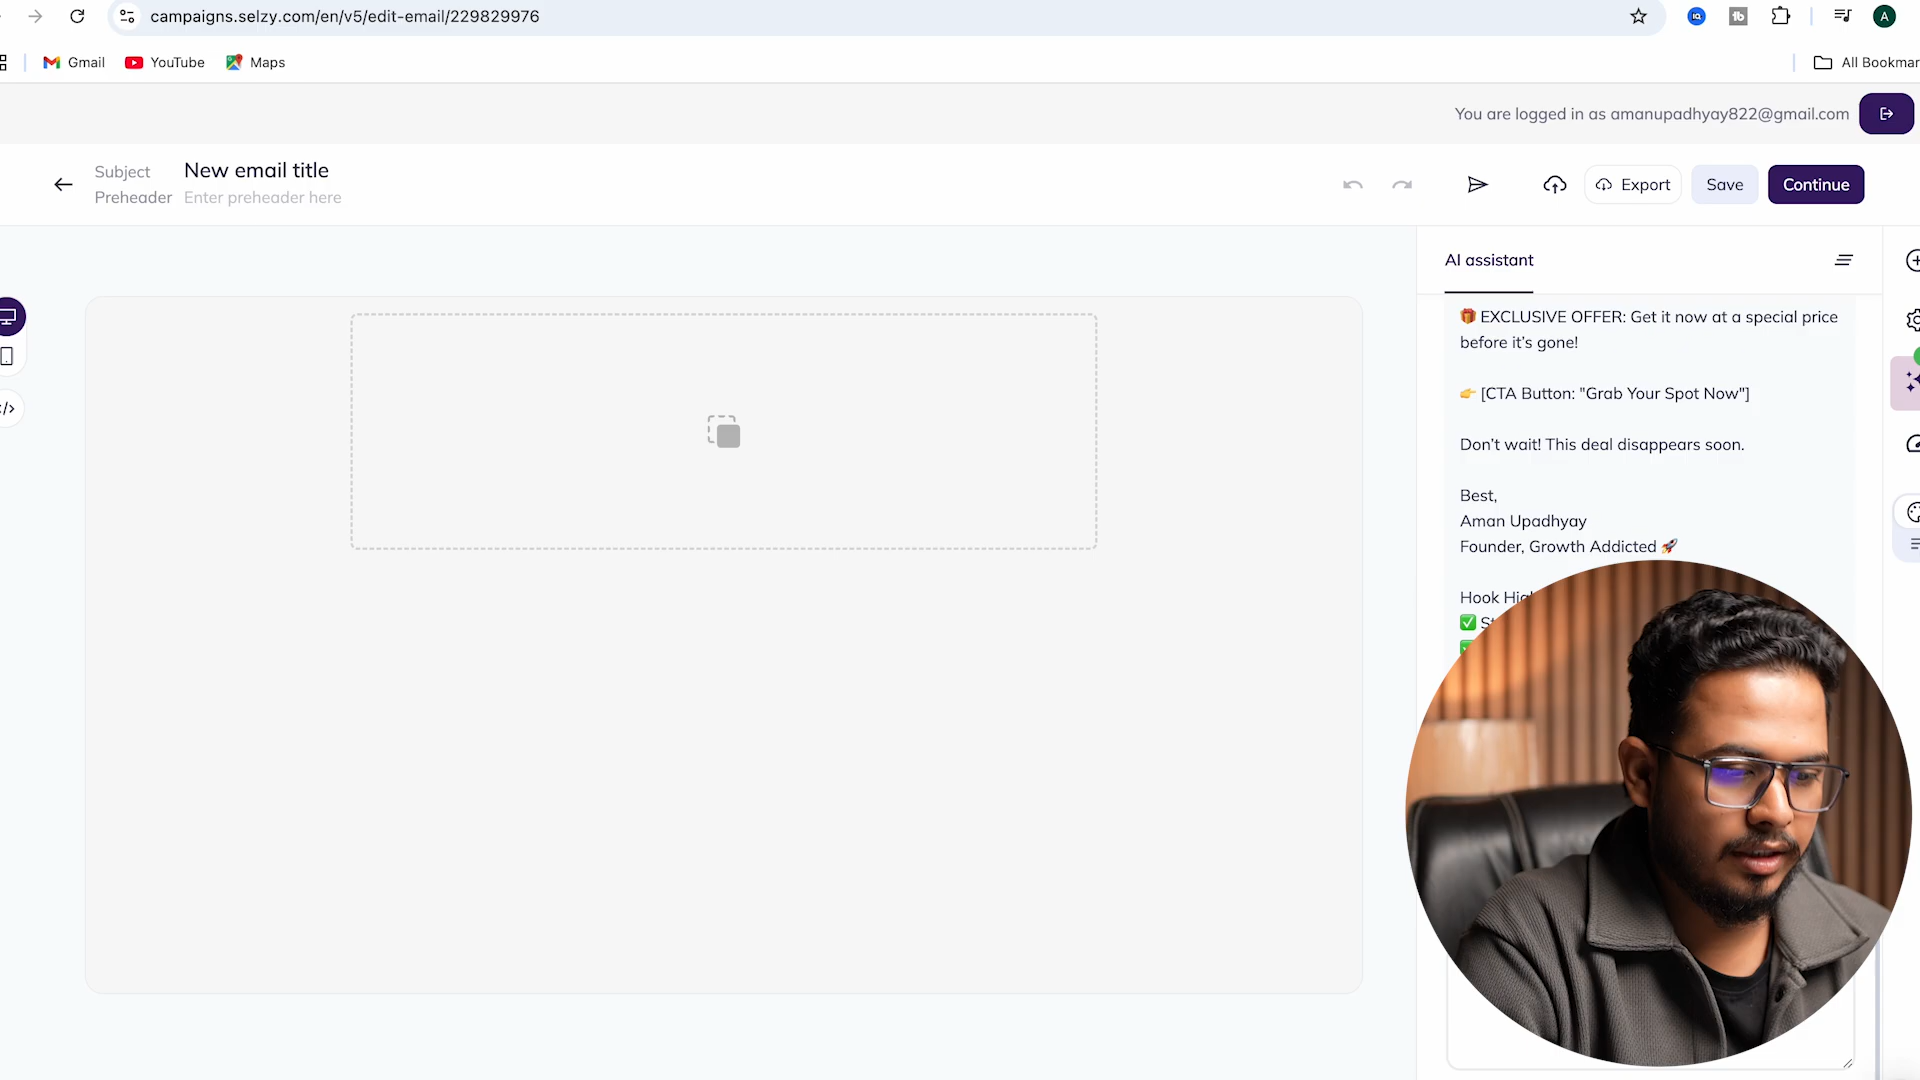 campaigns.selzy.com/en/v5/edit-email/229829976
Gmail
YouTube
Maps
All Bookmar
You are logged in as amanupadhyay822@gmail.com
Subject New email title
Preheader Enter preheader here
Export
Save
Continue
AI assistant
🎁 EXCLUSIVE OFFER: Get it now at a special price
before it’s gone!
👉 [CTA Button: "Grab Your Spot Now"]
Don’t wait! This deal disappears soon.
Best,
Aman Upadhyay
Founder, Growth Addicted 🚀
Hook